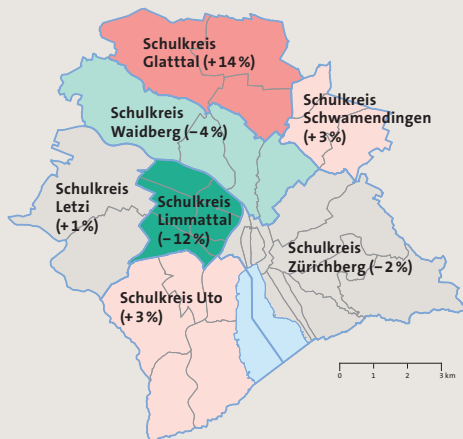 Schulkreis
Glatttal (+14 %)
Schulkreis
Schwamendingen
(+3 %)
Schulkreis
Waidberg (−4 %)
Schulkreis
Letzi
(+1 %)
Schulkreis
Limmattal
(−12 %)
Schulkreis
Zürichberg (−2 %)
Schulkreis Uto
(+3 %)
0 1 2 3 km